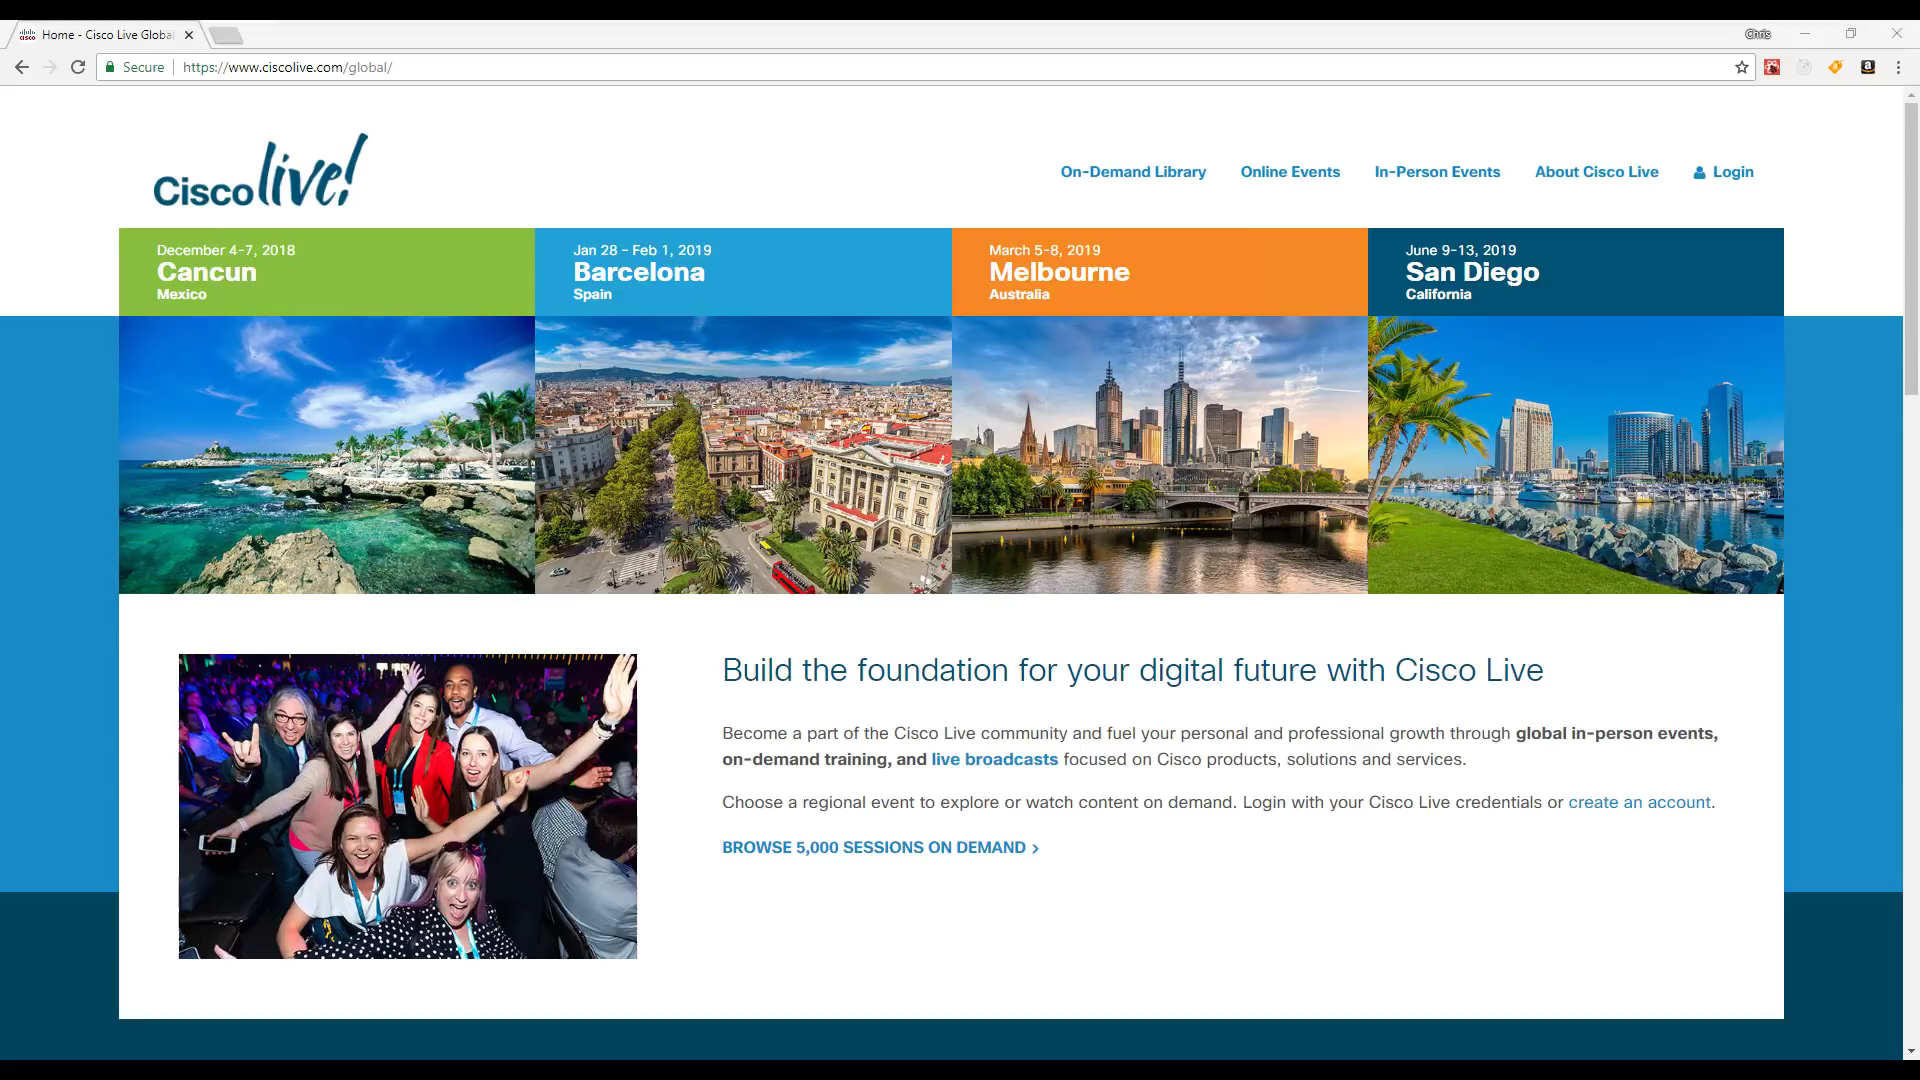 Home - Cisco Live Globa
Chris
Secure
https://www.ciscolive.com/global/
Cisco live!
On-Demand Library
Online Events
In-Person Events
About Cisco Live
Login
December 4-7, 2018
Cancun
Mexico
Jan 28 - Feb 1, 2019
Barcelona
Spain
March 5-8, 2019
Melbourne
Australia
June 9-13, 2019
San Diego
California
Build the foundation for your digital future with Cisco Live
Become a part of the Cisco Live community and fuel your personal and professional growth through global in-person events,
on-demand training, and live broadcasts focused on Cisco products, solutions and services.
Choose a regional event to explore or watch content on demand. Login with your Cisco Live credentials or create an account.
BROWSE 5,000 SESSIONS ON DEMAND >